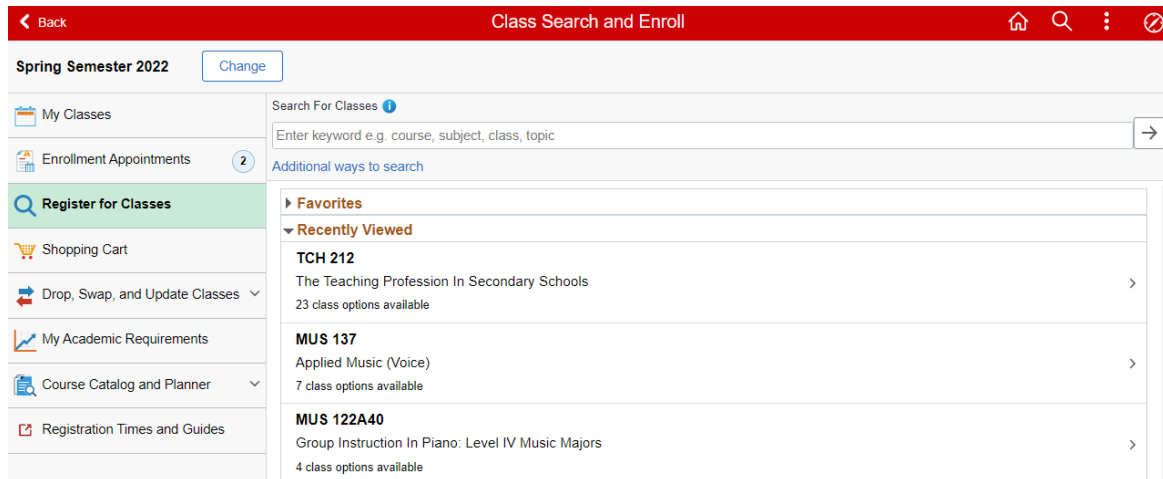 Back
Class Search and Enroll
Spring Semester 2022
Change
My Classes
Enrollment Appointments 2
Register for Classes
Shopping Cart
Drop, Swap, and Update Classes
My Academic Requirements
Course Catalog and Planner
Registration Times and Guides
Search For Classes
Enter keyword e.g. course, subject, class, topic
Additional ways to search
Favorites
Recently Viewed
TCH 212
The Teaching Profession In Secondary Schools
23 class options available
MUS 137
Applied Music (Voice)
7 class options available
MUS 122A40
Group Instruction In Piano: Level IV Music Majors
4 class options available